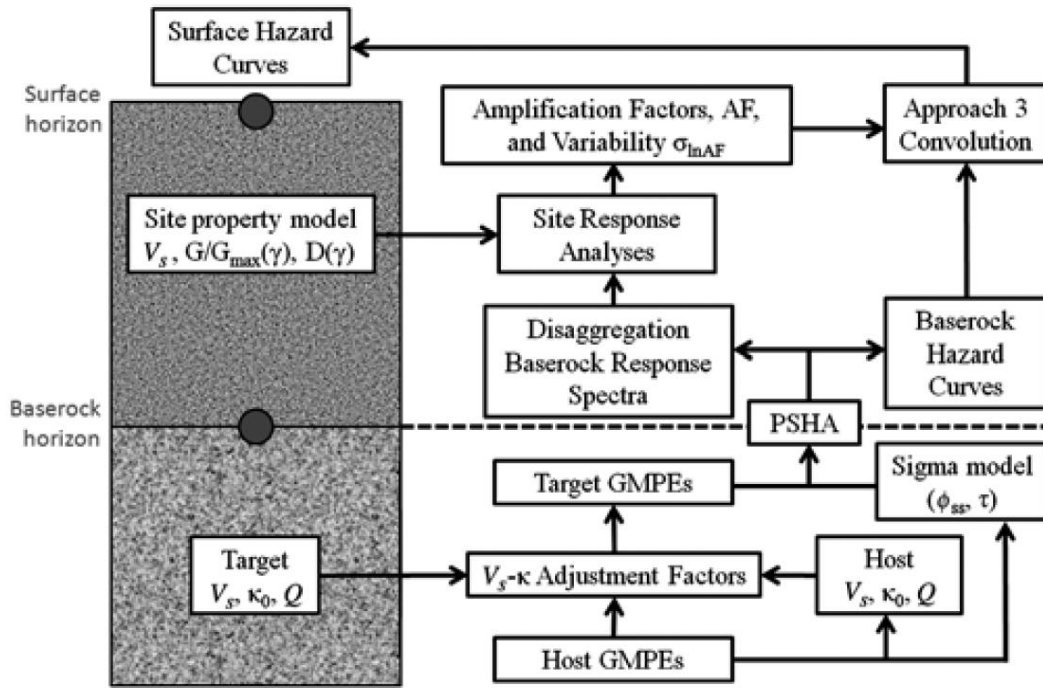 Surface Hazard
Curves
Surface
horizon
Amplification Factors, AF,
and Variability σlnAF
Approach 3
Convolution
Site property model
Vs , G/Gmax(γ), D(γ)
Site Response
Analyses
Disaggregation
Baserock Response
Spectra
Baserock
Hazard
Curves
Baserock
horizon
PSHA
Target GMPEs
Sigma model
(ϕss, τ)
Target
Vs, κ0, Q
Vs-κ Adjustment Factors
Host
Vs, κ0, Q
Host GMPEs